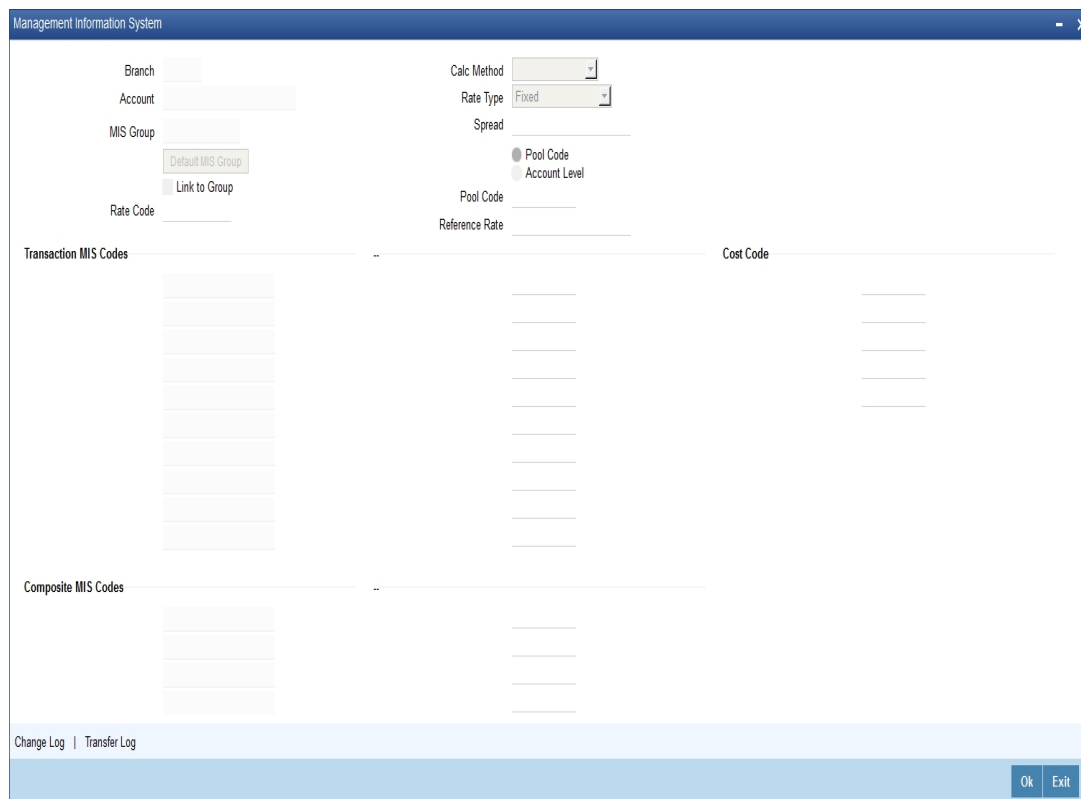 Management Information System
Branch
Account
MIS Group
Default MIS Group
Link to Group
Rate Code
Calc Method
Rate Type Fixed
Spread
Pool Code
Account Level
Pool Code
Reference Rate
Transaction MIS Codes -- Cost Code
Composite MIS Codes --
Change Log | Transfer Log
Ok Exit